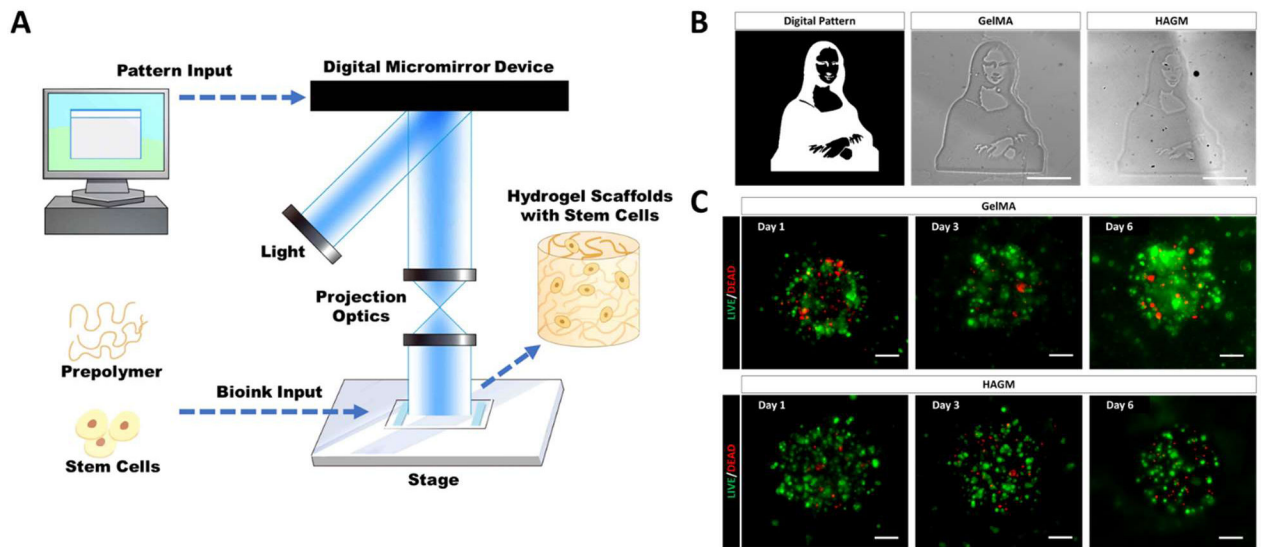 A
Pattern Input
Digital Micromirror Device
Light
Projection
Optics
Hydrogel Scaffolds
with Stem Cells
Prepolymer
Bioink Input
Stem Cells
Stage
B
Digital Pattern
GelMA
HAGM
C
GelMA
LIVE/DEAD
Day 1
Day 3
Day 6
HAGM
LIVE/DEAD
Day 1
Day 3
Day 6